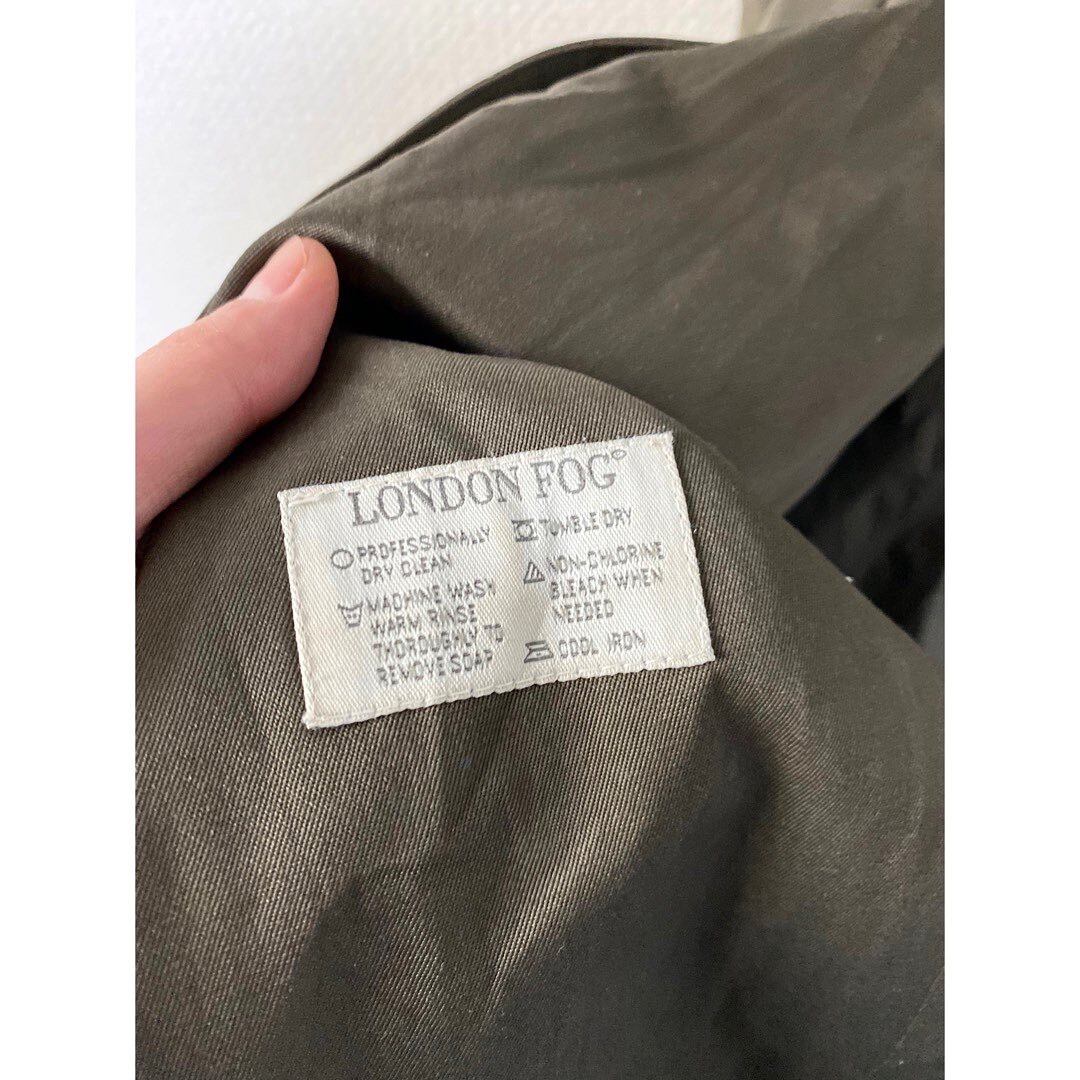 LONDON FOG©
PROFESSIONALLY
DRY CLEAN
MACHINE WASH
WARM RINSE
THOROUGHLY TO
REMOVE SOAP
TUMBLE DRY
NON-CHLORINE
BLEACH WHEN
NEEDED
COOL IRON